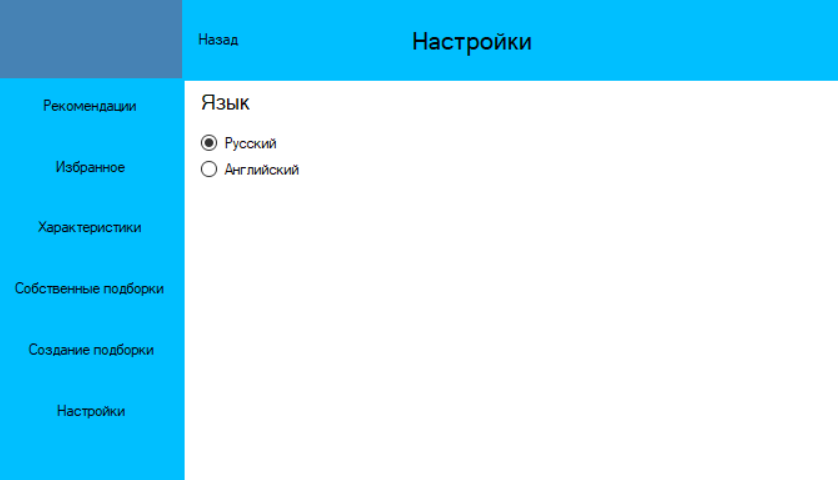 Назад
Настройки
Рекомендации
Избранное
Характеристики
Собственные подборки
Создание подборки
Настройки
Язык
Русский
Английский